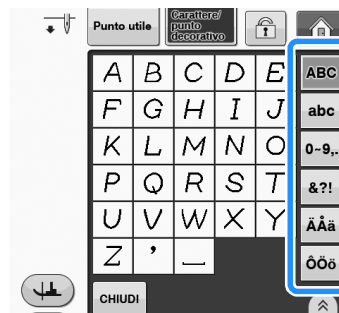 Punto utile
Carattere/
punto
decorativo
A B C D E
ABC
F G H I J
abc
K L M N O
0~9,.
P Q R S T
&?!
U V W X Y
ÄÅä
Z ’ _
ÔÖö
CHIUDI